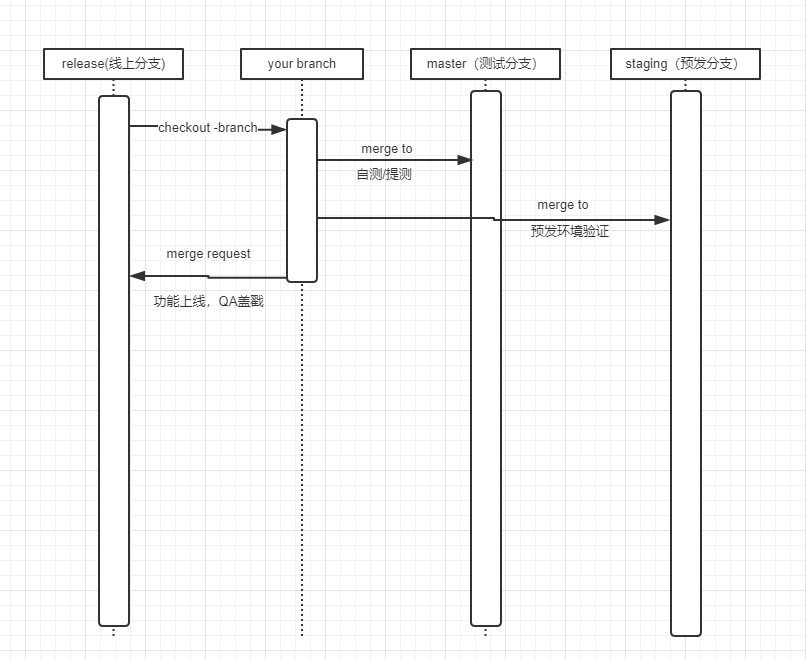 release(线上分支)
your branch
master（测试分支）
staging（预发分支）
checkout -branch
merge to
自测/提测
merge to
预发环境验证
merge request
功能上线，QA盖戳